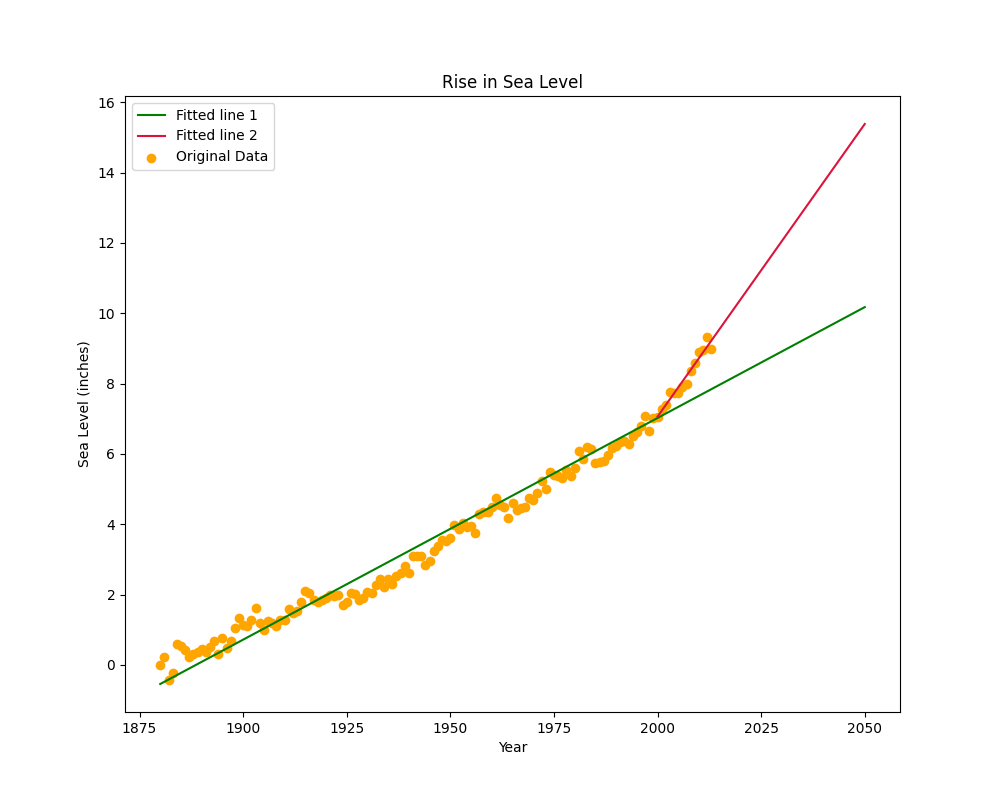 Rise in Sea Level
Fitted line 1
Fitted line 2
Original Data
Sea Level (inches)
16
14
12
10
8
6
4
2
0
1875 1900 1925 1950 1975 2000 2025 2050
Year